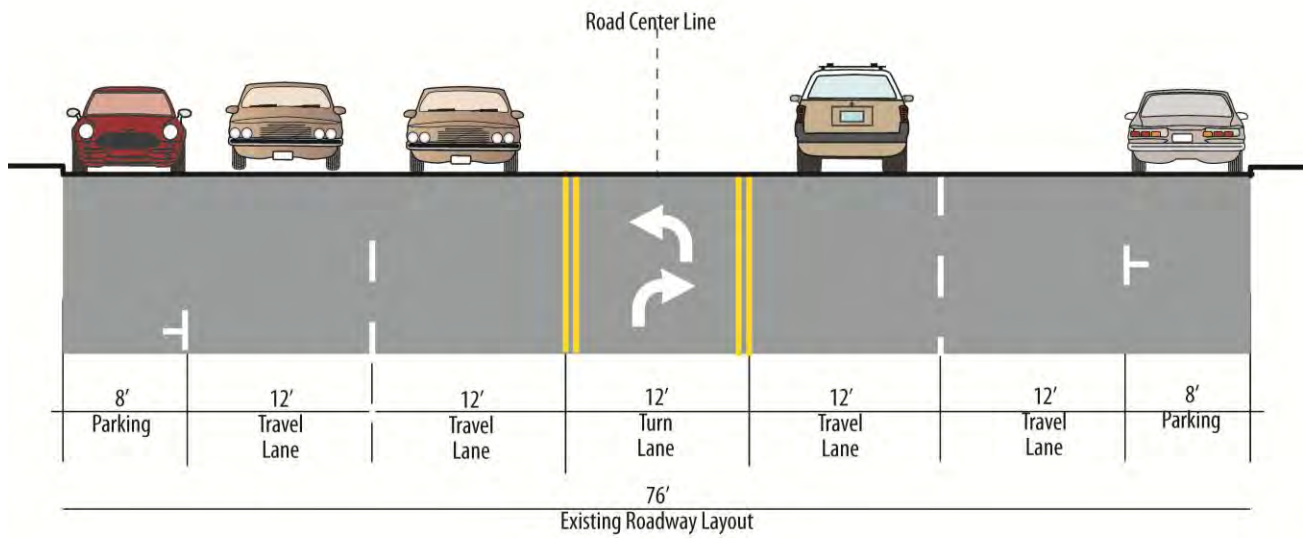 Road Center Line
8’
Parking
12’
Travel
Lane
12’
Travel
Lane
12’
Turn
Lane
12’
Travel
Lane
12’
Travel
Lane
8’
Parking
76’
Existing Roadway Layout